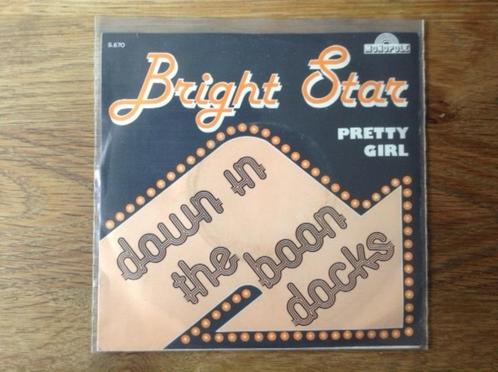 S.670
MONOPOLE
Bright Star
PRETTY
GIRL
down in
the boon
docks